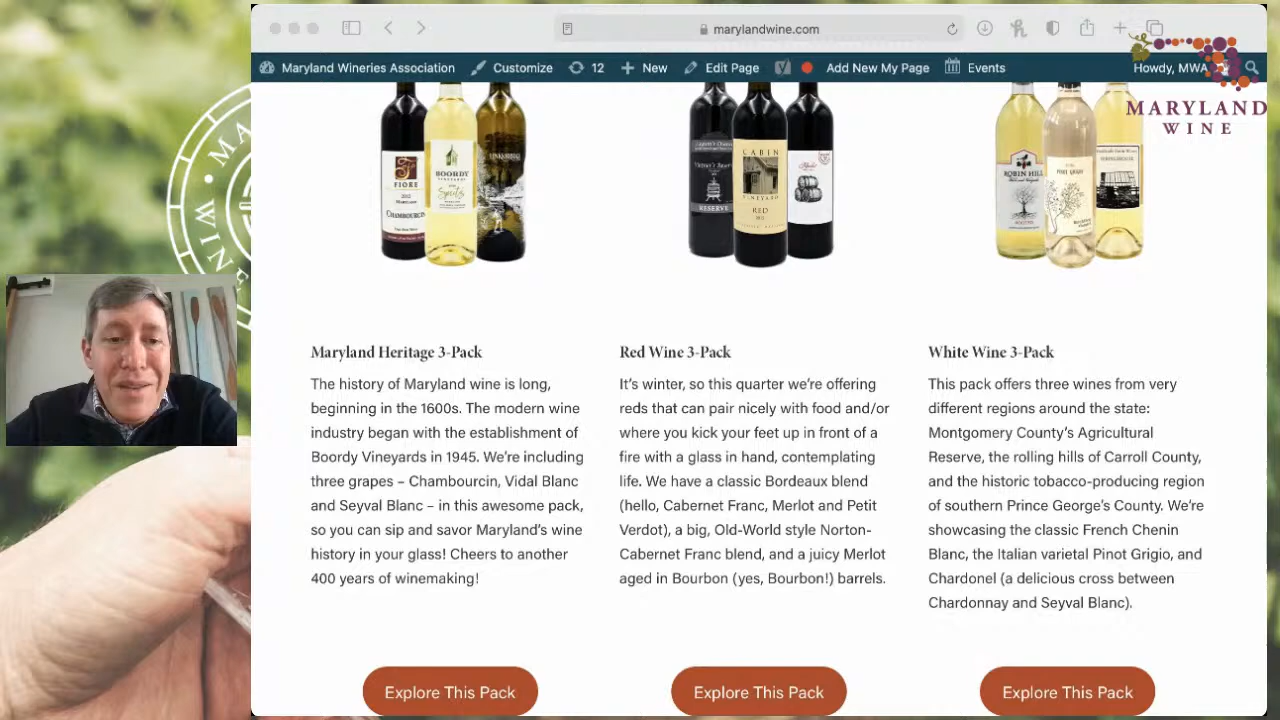 marylandwine.com
Maryland Wineries Association Customize 12 New Edit Page Add New My Page Events Howdy, MWA
MARYLAND
WINE
FIORE
CHAMBOURCIN
BOORDY
VINEYARDS
RESERVE
CABIN
VINEYARD
RED
ROBIN HILL
PINOT GRIGIO
Maryland Heritage 3-Pack
The history of Maryland wine is long,
beginning in the 1600s. The modern wine
industry began with the establishment of
Boordy Vineyards in 1945. We’re including
three grapes – Chambourcin, Vidal Blanc
and Seyval Blanc – in this awesome pack,
so you can sip and savor Maryland’s wine
history in your glass! Cheers to another
400 years of winemaking!
Explore This Pack
Red Wine 3-Pack
It’s winter, so this quarter we’re offering
reds that can pair nicely with food and/or
where you kick your feet up in front of a
fire with a glass in hand, contemplating
life. We have a classic Bordeaux blend
(hello, Cabernet Franc, Merlot and Petit
Verdot), a big, Old-World style Norton-
Cabernet Franc blend, and a juicy Merlot
aged in Bourbon (yes, Bourbon!) barrels.
Explore This Pack
White Wine 3-Pack
This pack offers three wines from very
different regions around the state:
Montgomery County’s Agricultural
Reserve, the rolling hills of Carroll County,
and the historic tobacco-producing region
of southern Prince George’s County. We’re
showcasing the classic French Chenin
Blanc, the Italian varietal Pinot Grigio, and
Chardonel (a delicious cross between
Chardonnay and Seyval Blanc).
Explore This Pack